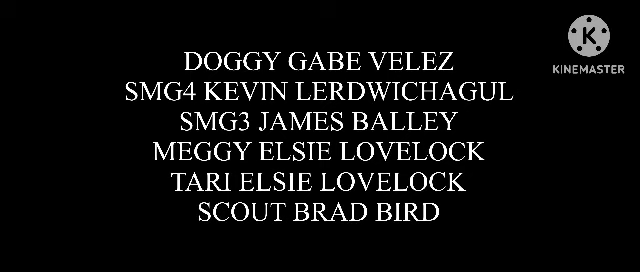 K
KINEMASTER
DOGGY GABE VELEZ
SMG4 KEVIN LERDWICHAGUL
SMG3 JAMES BALLEY
MEGGY ELSIE LOVELOCK
TARI ELSIE LOVELOCK
SCOUT BRAD BIRD